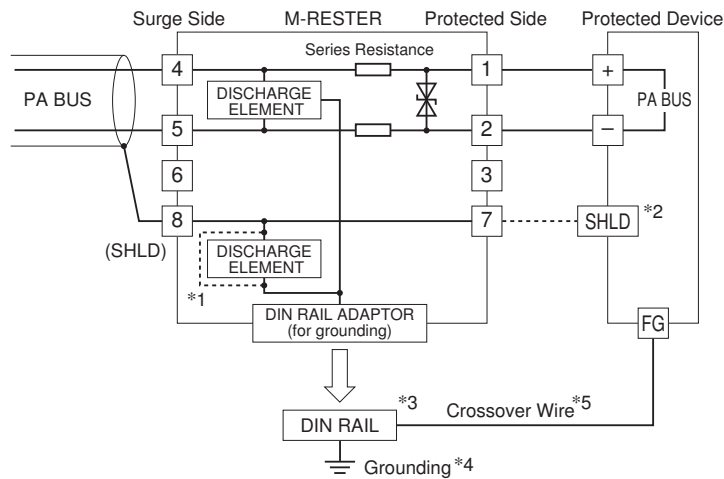 Surge Side M-RESTER Protected Side Protected Device
Series Resistance
4 1 +
PA BUS DISCHARGE ELEMENT PA BUS
5 2 −
6 3
8 7 SHLD *2
(SHLD)
DISCHARGE
ELEMENT
*1
DIN RAIL ADAPTOR
(for grounding)
FG
*3
DIN RAIL Crossover Wire*5
Grounding*4